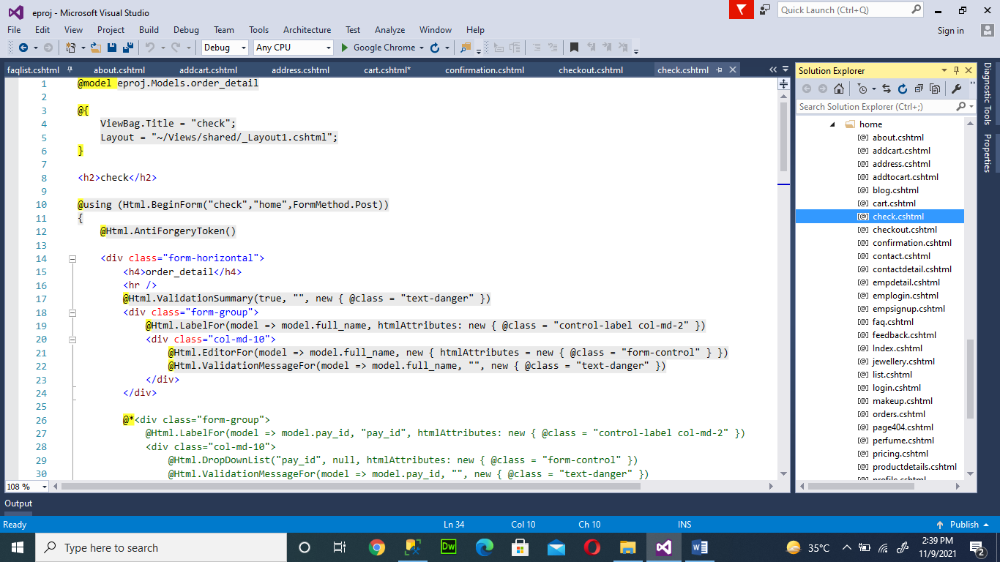 eproj - Microsoft Visual Studio
Quick Launch (Ctrl+Q)
File Edit View Project Build Debug Team Tools Architecture Test Analyze Window Help
Sign in
Debug Any CPU Google Chrome
faqlist.cshtml about.cshtml addcart.cshtml address.cshtml cart.cshtml* confirmation.cshtml checkout.cshtml check.cshtml
1 @model eproj.Models.order_detail
2
3 @{
4 ViewBag.Title = "check";
5 Layout = "~/Views/shared/_Layout1.cshtml";
6 }
7
8 <h2>check</h2>
9
10 @using (Html.BeginForm("check","home",FormMethod.Post))
11 {
12 @Html.AntiForgeryToken()
13
14 <div class="form-horizontal">
15 <h4>order_detail</h4>
16 <hr />
17 @Html.ValidationSummary(true, "", new { @class = "text-danger" })
18 <div class="form-group">
19 @Html.LabelFor(model => model.full_name, htmlAttributes: new { @class = "control-label col-md-2" })
20 <div class="col-md-10">
21 @Html.EditorFor(model => model.full_name, new { htmlAttributes = new { @class = "form-control" } })
22 @Html.ValidationMessageFor(model => model.full_name, "", new { @class = "text-danger" })
23 </div>
24 </div>
25
26 @*<div class="form-group">
27 @Html.LabelFor(model => model.pay_id, "pay_id", htmlAttributes: new { @class = "control-label col-md-2" })
28 <div class="col-md-10">
29 @Html.DropDownList("pay_id", null, htmlAttributes: new { @class = "form-control" })
30 @Html.ValidationMessageFor(model => model.pay_id, "", new { @class = "text-danger" })
108 %
Solution Explorer
Search Solution Explorer (Ctrl+;)
home
about.cshtml
addcart.cshtml
address.cshtml
addtocart.cshtml
blog.cshtml
cart.cshtml
check.cshtml
checkout.cshtml
confirmation.cshtml
contact.cshtml
contactdetail.cshtml
empdetail.cshtml
emplogin.cshtml
empsignup.cshtml
faq.cshtml
feedback.cshtml
Index.cshtml
jewellery.cshtml
list.cshtml
login.cshtml
makeup.cshtml
orders.cshtml
page404.cshtml
perfume.cshtml
pricing.cshtml
productdetails.cshtml
profile.cshtml
Diagnostic Tools
Properties
Output
Ready Ln 34 Col 10 Ch 10 INS Publish
Type here to search
Dw
35°C
2:39 PM
11/9/2021
2